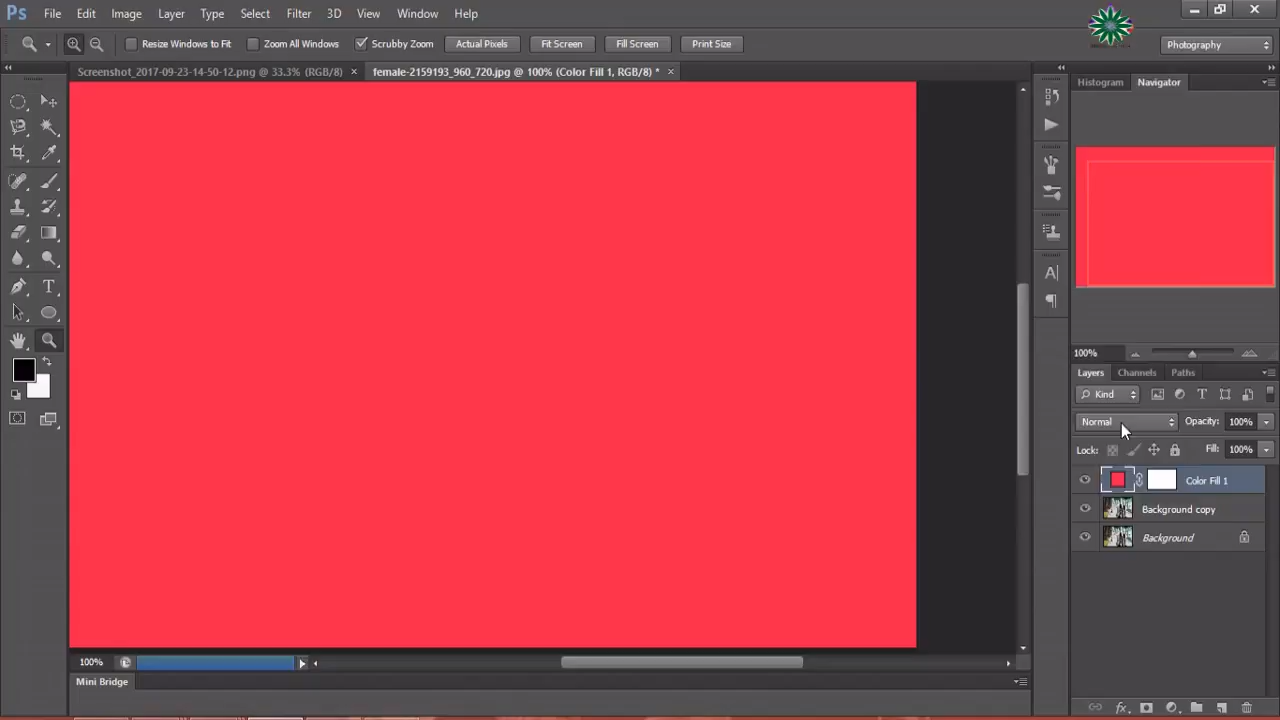 Ps File Edit Image Layer Type Select Filter 3D View Window Help
Resize Windows to Fit Zoom All Windows Scrubby Zoom Actual Pixels Fit Screen Fill Screen Print Size Photography
Screenshot_2017-09-23-14-50-12.png @ 33.3% (RGB/8) × female-2159193_960_720.jpg @ 100% (Color Fill 1, RGB/8) * ×
Histogram Navigator
100%
Layers Channels Paths
Kind
Normal Opacity: 100%
Lock: Fill: 100%
Color Fill 1
Background copy
Background
100%
Mini Bridge